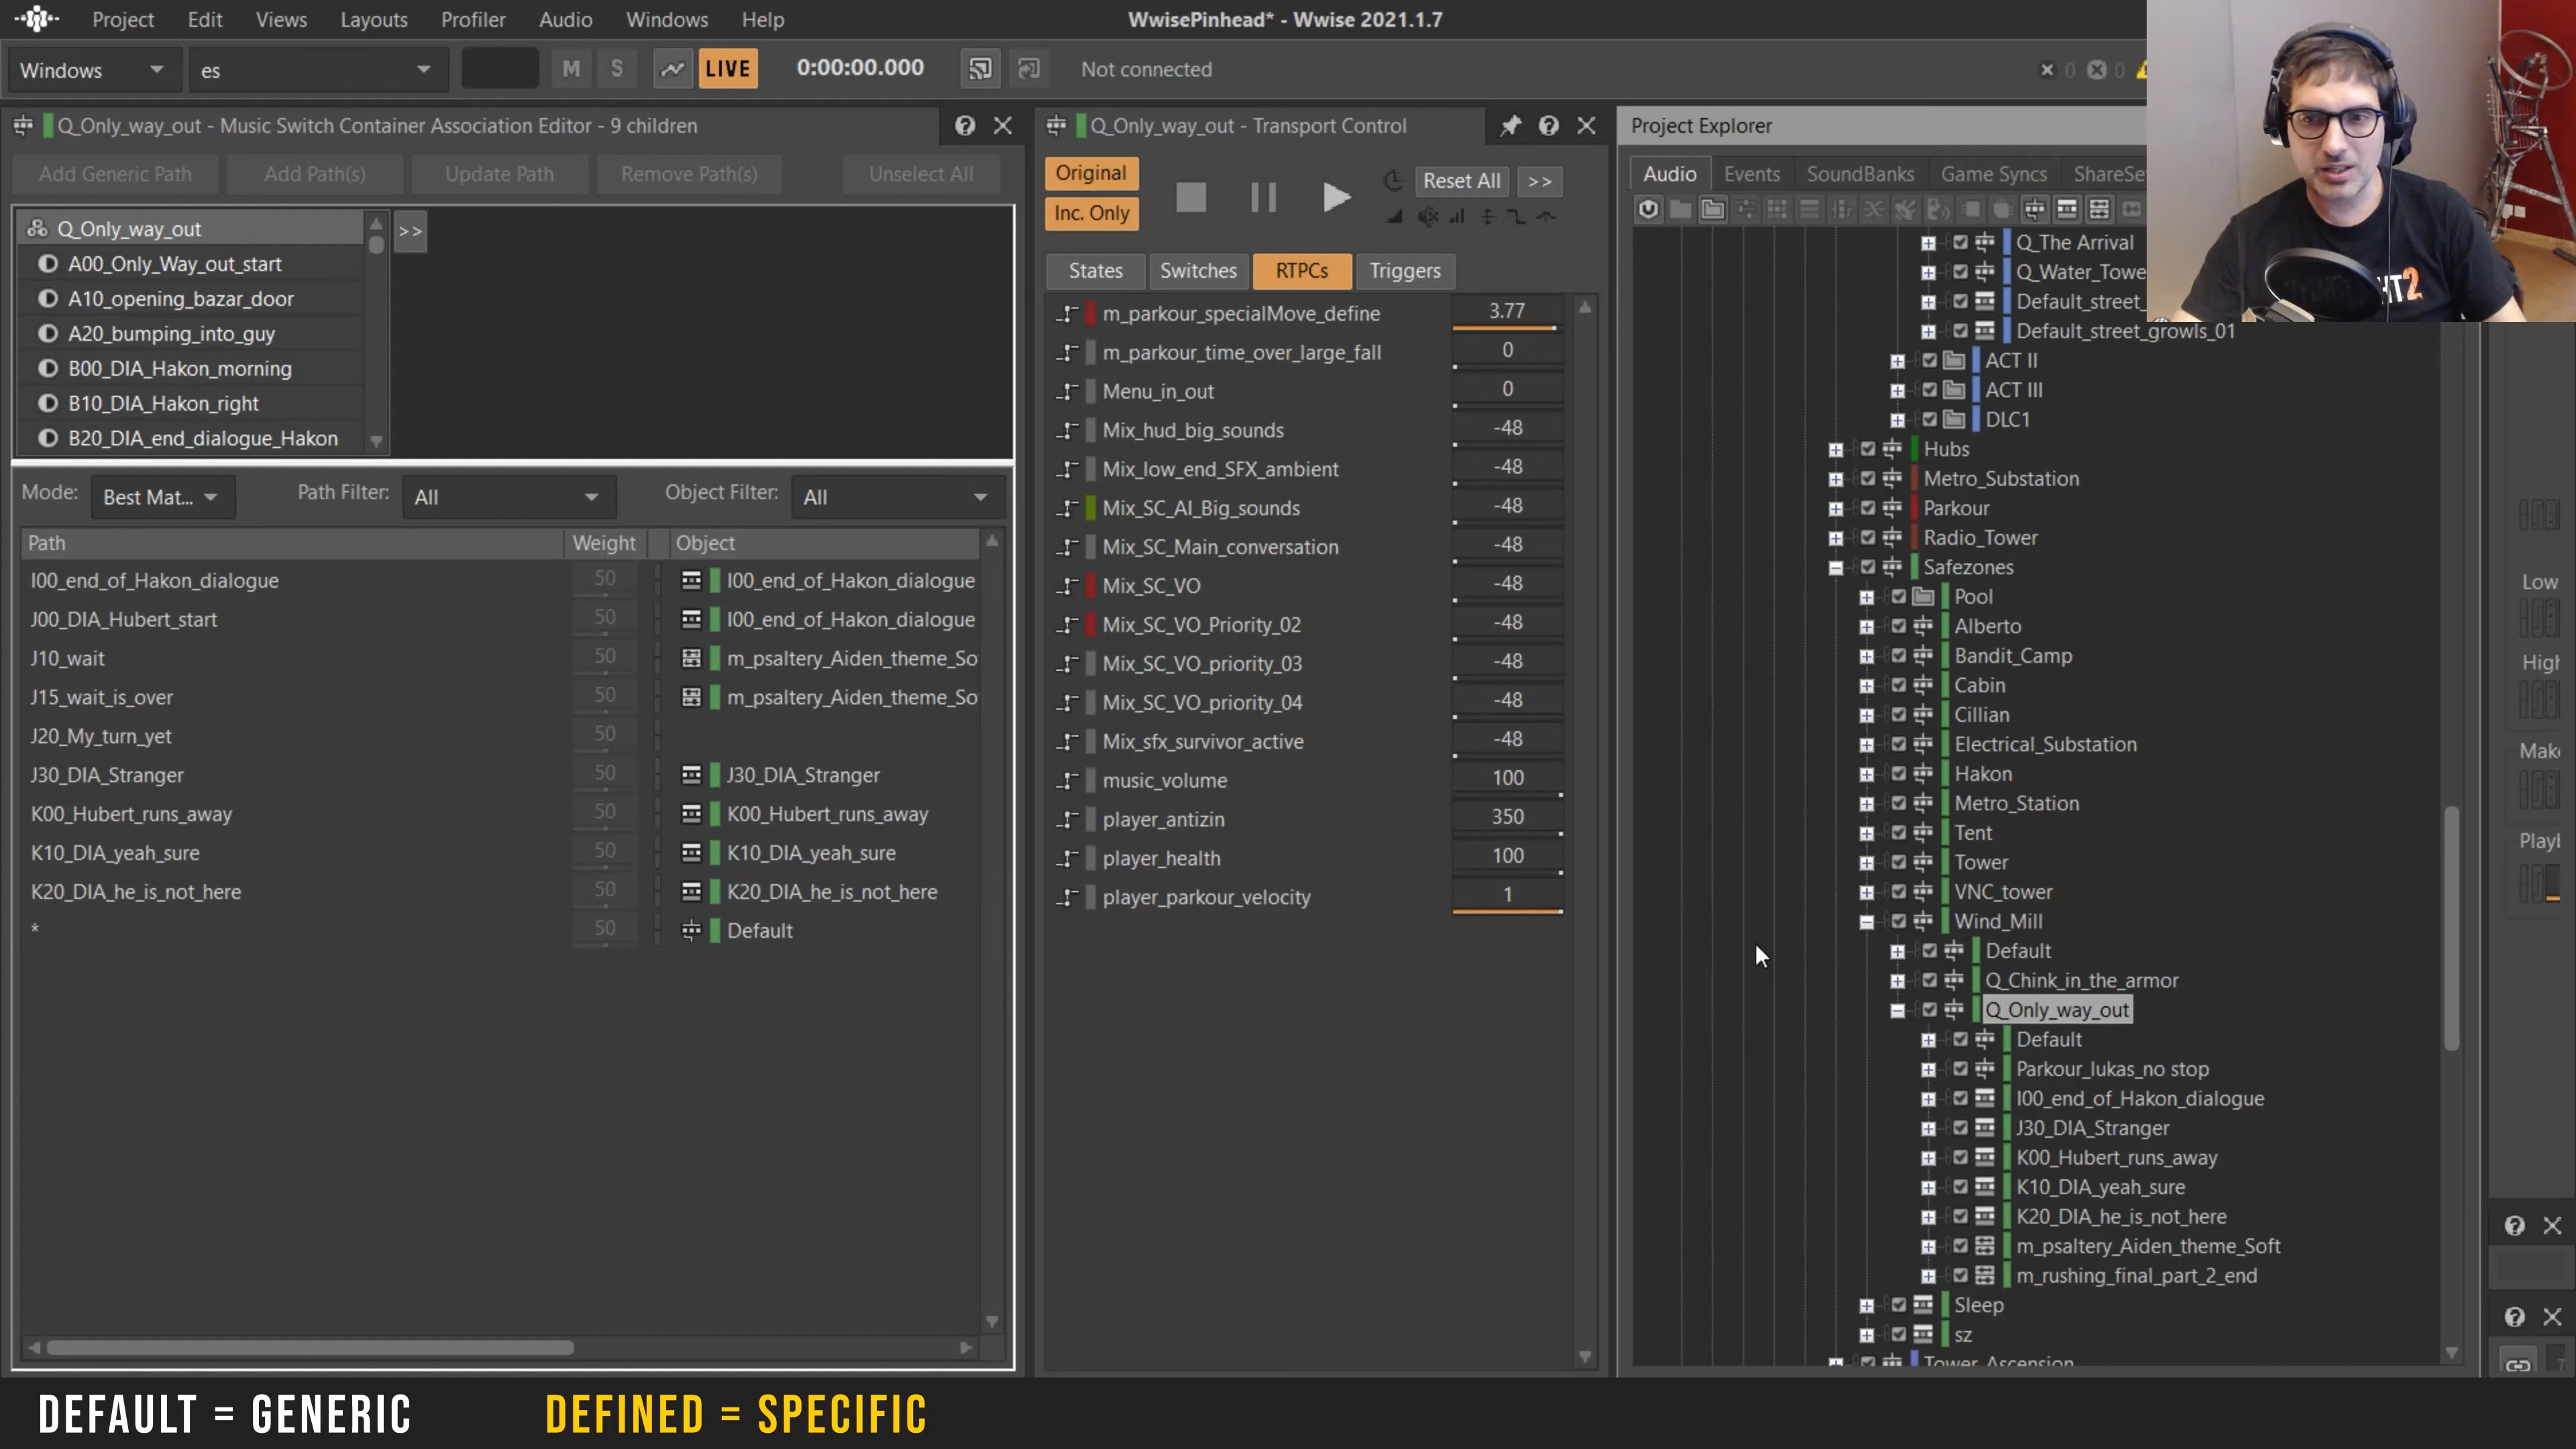 Project Edit Views Layouts Profiler Audio Windows Help
WwisePinhead* - Wwise 2021.1.7
Windows
es
M
S
LIVE
0:00:00.000
Not connected
0
0
Q_Only_way_out - Music Switch Container Association Editor - 9 children
Add Generic Path
Add Path(s)
Update Path
Remove Path(s)
Unselect All
Q_Only_way_out
>>
A00_Only_Way_out_start
A10_opening_bazar_door
A20_bumping_into_guy
B00_DIA_Hakon_morning
B10_DIA_Hakon_right
B20_DIA_end_dialogue_Hakon
Mode:
Best Mat...
Path Filter:
All
Object Filter:
All
Path Weight Object
I00_end_of_Hakon_dialogue 50 I00_end_of_Hakon_dialogue
J00_DIA_Hubert_start 50 I00_end_of_Hakon_dialogue
J10_wait 50 m_psaltery_Aiden_theme_So
J15_wait_is_over 50 m_psaltery_Aiden_theme_So
J20_My_turn_yet 50
J30_DIA_Stranger 50 J30_DIA_Stranger
K00_Hubert_runs_away 50 K00_Hubert_runs_away
K10_DIA_yeah_sure 50 K10_DIA_yeah_sure
K20_DIA_he_is_not_here 50 K20_DIA_he_is_not_here
* 50 Default
Q_Only_way_out - Transport Control
Original
Inc. Only
Reset All
>>
States
Switches
RTPCs
Triggers
m_parkour_specialMove_define 3.77
m_parkour_time_over_large_fall 0
Menu_in_out 0
Mix_hud_big_sounds -48
Mix_low_end_SFX_ambient -48
Mix_SC_AI_Big_sounds -48
Mix_SC_Main_conversation -48
Mix_SC_VO -48
Mix_SC_VO_Priority_02 -48
Mix_SC_VO_priority_03 -48
Mix_SC_VO_priority_04 -48
Mix_sfx_survivor_active -48
music_volume 100
player_antizin 350
player_health 100
player_parkour_velocity 1
Project Explorer
Audio
Events
SoundBanks
Game Syncs
ShareSe
Q_The Arrival
Q_Water_Towe
Default_street_
Default_street_growls_01
ACT II
ACT III
DLC1
Hubs
Metro_Substation
Parkour
Radio_Tower
Safezones
Pool
Alberto
Bandit_Camp
Cabin
Cillian
Electrical_Substation
Hakon
Metro_Station
Tent
Tower
VNC_tower
Wind_Mill
Default
Q_Chink_in_the_armor
Q_Only_way_out
Default
Parkour_lukas_no stop
I00_end_of_Hakon_dialogue
J30_DIA_Stranger
K00_Hubert_runs_away
K10_DIA_yeah_sure
K20_DIA_he_is_not_here
m_psaltery_Aiden_theme_Soft
m_rushing_final_part_2_end
Sleep
sz
Tower_Ascension
Low
High
Make
Playl
DEFAULT = GENERIC
DEFINED = SPECIFIC